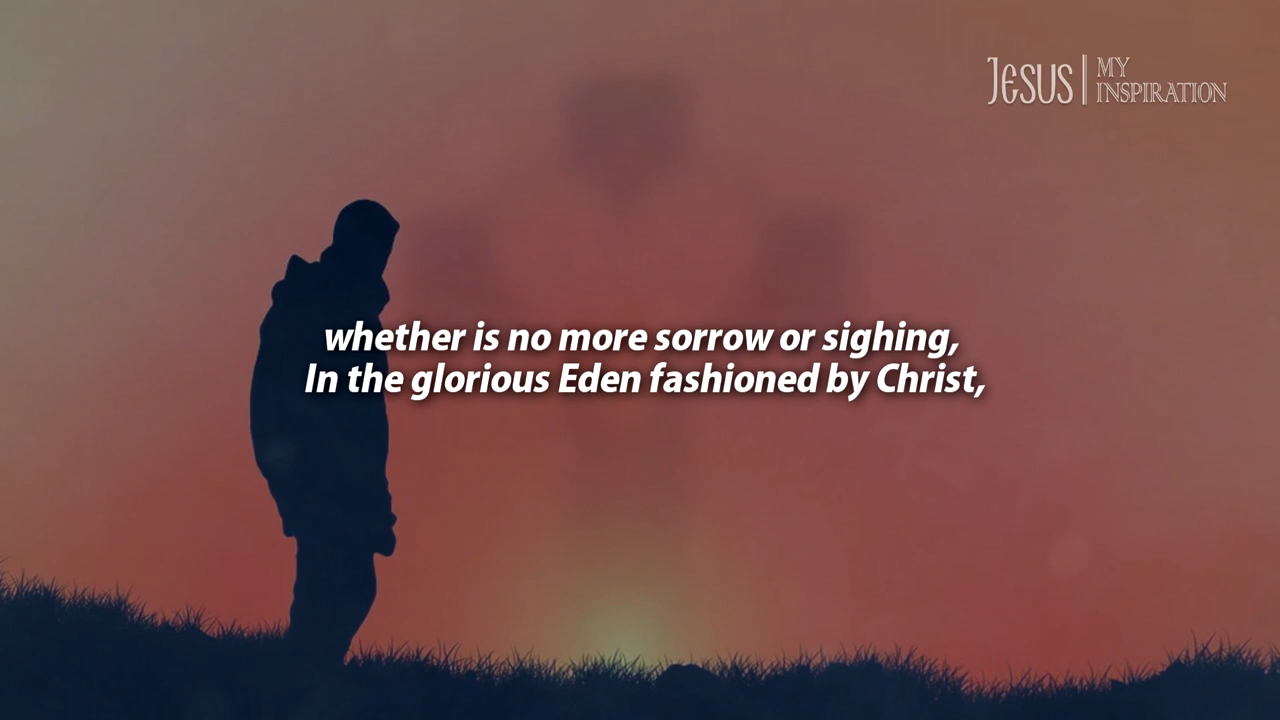 JESUS | MY
INSPIRATION
whether is no more sorrow or sighing,
In the glorious Eden fashioned by Christ,